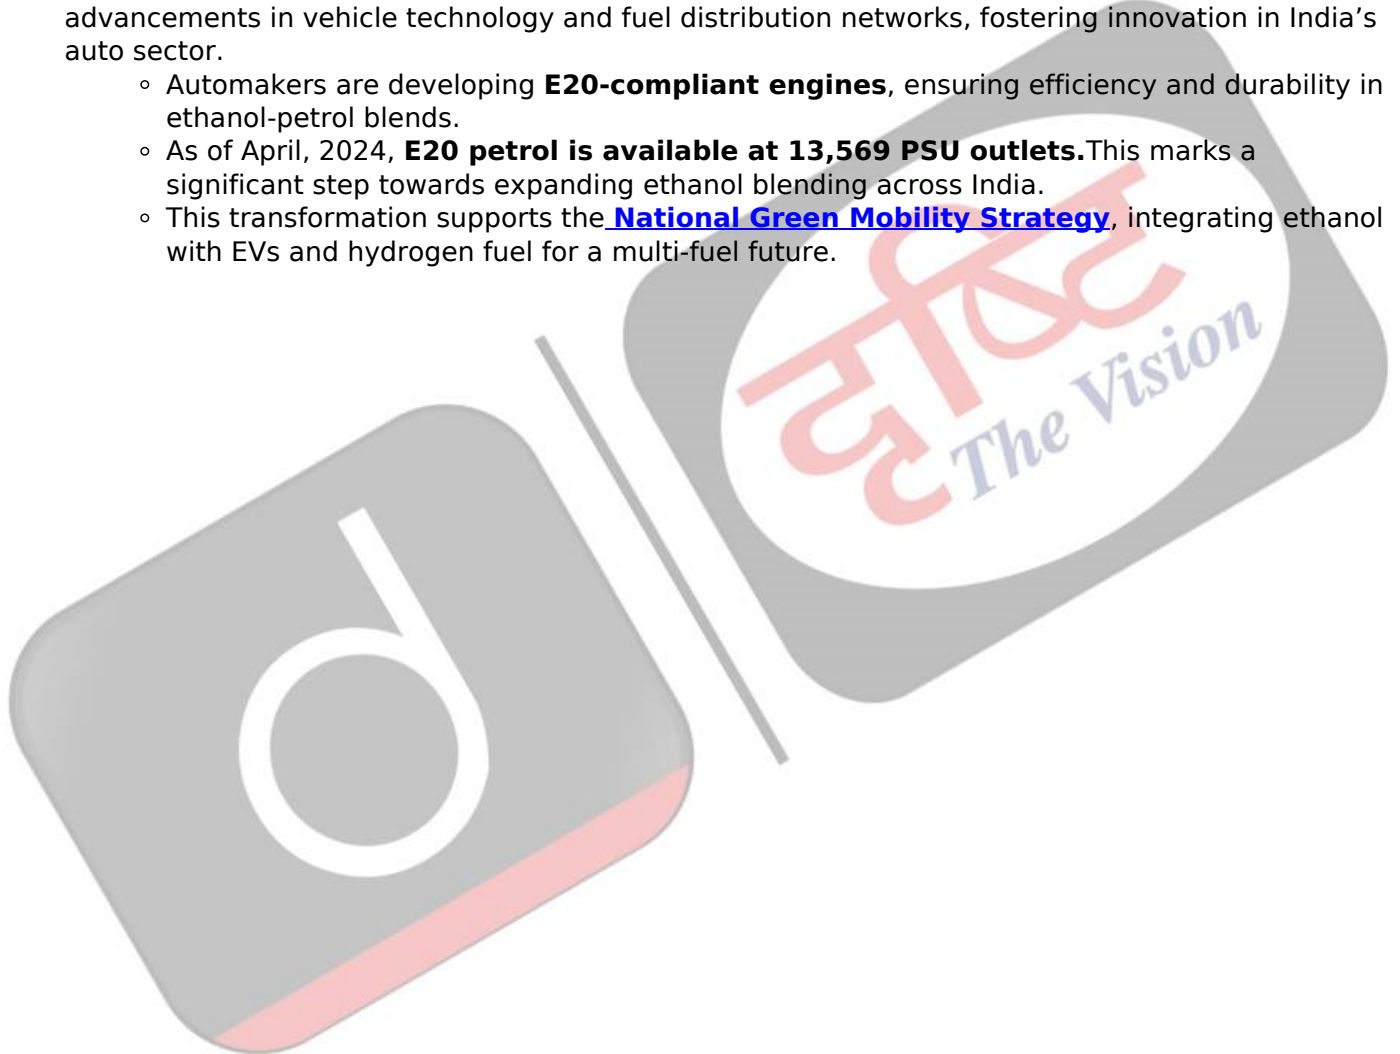 advancements in vehicle technology and fuel distribution networks, fostering innovation in India’s
auto sector.
◦ Automakers are developing E20-compliant engines, ensuring efficiency and durability in
ethanol-petrol blends.
◦ As of April, 2024, E20 petrol is available at 13,569 PSU outlets.This marks a
significant step towards expanding ethanol blending across India.
◦ This transformation supports the National Green Mobility Strategy, integrating ethanol
with EVs and hydrogen fuel for a multi-fuel future.
दृष्टि
The Vision